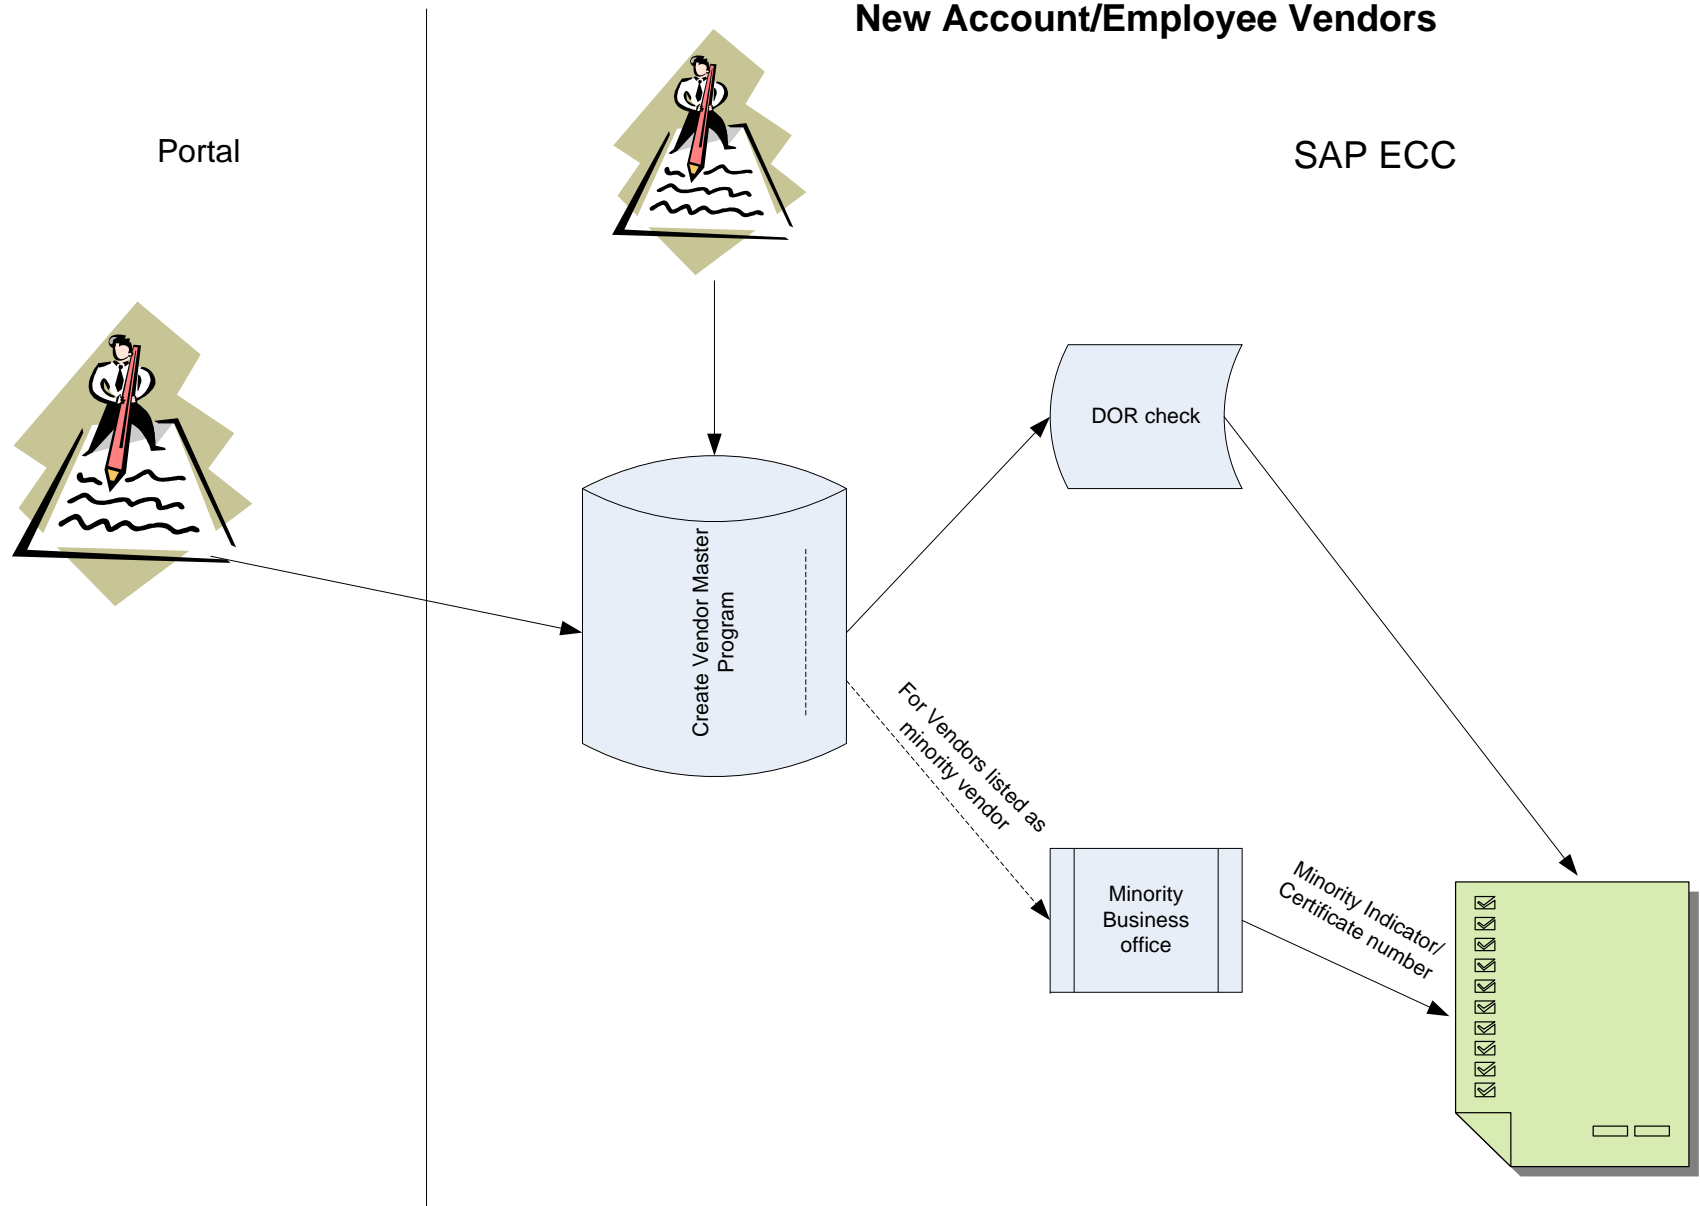 New Account/Employee Vendors
Portal
SAP ECC
DOR check
Create Vendor Master
Program
For Vendors listed as
minority vendor
Minority
Business
office
Minority Indicator/
Certificate number